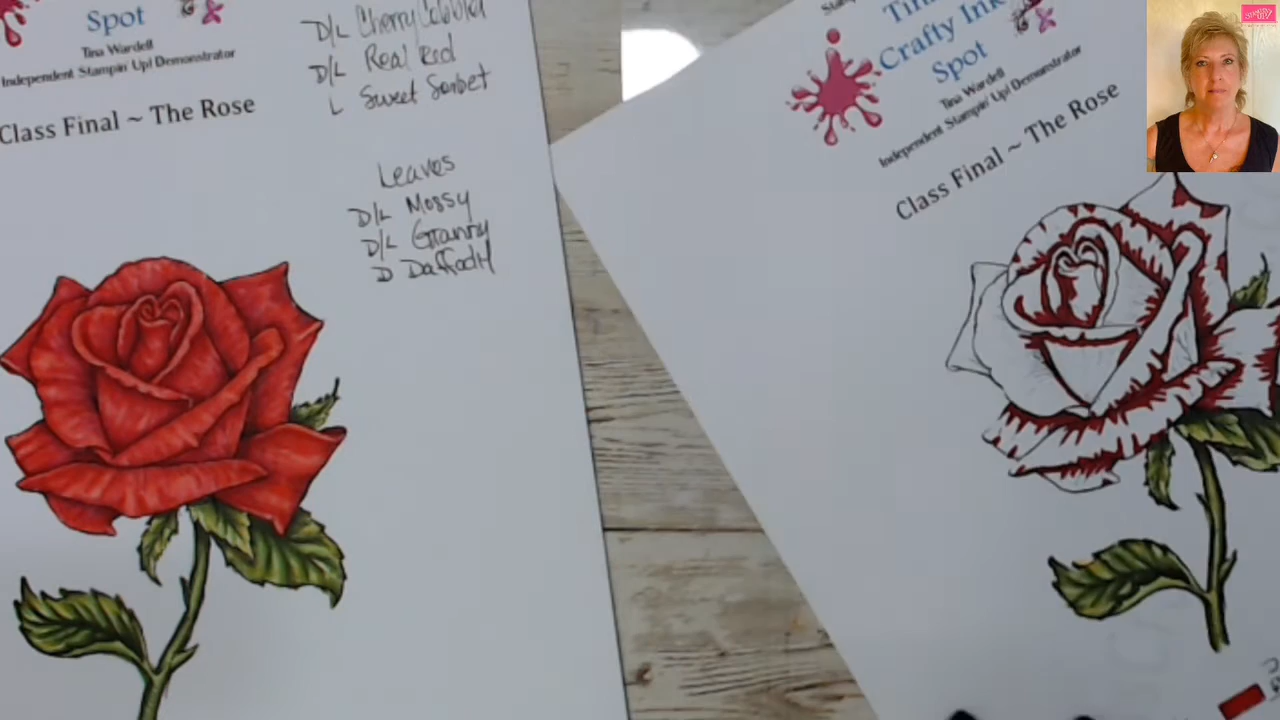 Spot
Tina Wardell
Independent Stampin' Up! Demonstrator
Class Final ~ The Rose
D/L Cherry Cobbler
D/L Real Red
L Sweet Sorbet
Leaves
D/L Mossy
D/L Granny
D Daffodil
Crafty Ink
Spot
Tina Wardell
Independent Stampin' Up! Demonstrator
Class Final ~ The Rose